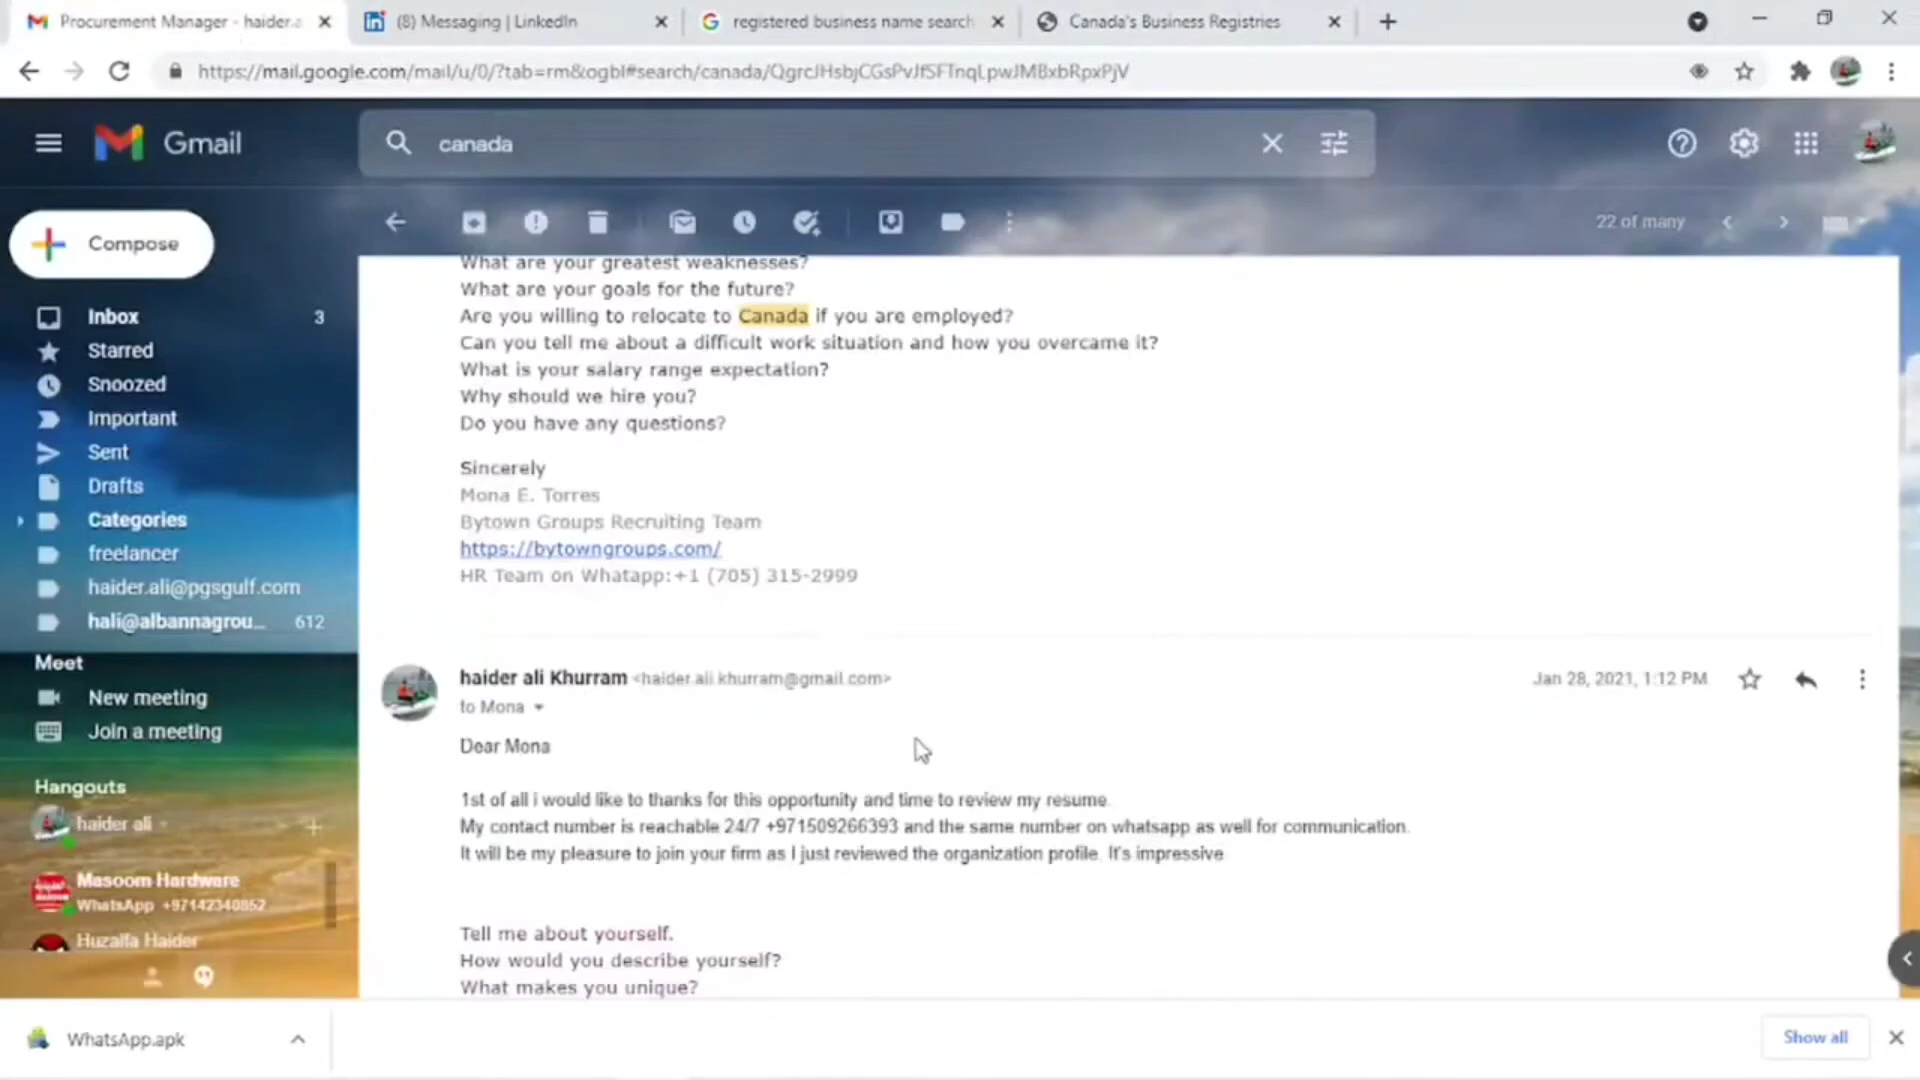 Procurement Manager - haider.a
(8) Messaging | LinkedIn
registered business name search
Canada's Business Registries
https://mail.google.com/mail/u/0/?tab=rm&ogbl#search/canada/QgrcJHsbjCGsPvJfSFTnqLpwJMBxbRpxPjV
Gmail
canada
Compose
22 of many
Inbox 3
Starred
Snoozed
Important
Sent
Drafts
Categories
freelancer
haider.ali@pgsgulf.com
hali@albannagrou... 612
Meet
New meeting
Join a meeting
Hangouts
haider ali
Masoom Hardware
WhatsApp +97142340852
Huzaifa Haider
What are your greatest weaknesses?
What are your goals for the future?
Are you willing to relocate to Canada if you are employed?
Can you tell me about a difficult work situation and how you overcame it?
What is your salary range expectation?
Why should we hire you?
Do you have any questions?
Sincerely
Mona E. Torres
Bytown Groups Recruiting Team
https://bytowngroups.com/
HR Team on Whatapp:+1 (705) 315-2999
haider ali Khurram <haider.ali.khurram@gmail.com>
Jan 28, 2021, 1:12 PM
to Mona
Dear Mona
1st of all i would like to thanks for this opportunity and time to review my resume.
My contact number is reachable 24/7 +971509266393 and the same number on whatsapp as well for communication.
It will be my pleasure to join your firm as I just reviewed the organization profile. It's impressive
Tell me about yourself.
How would you describe yourself?
What makes you unique?
WhatsApp.apk
Show all